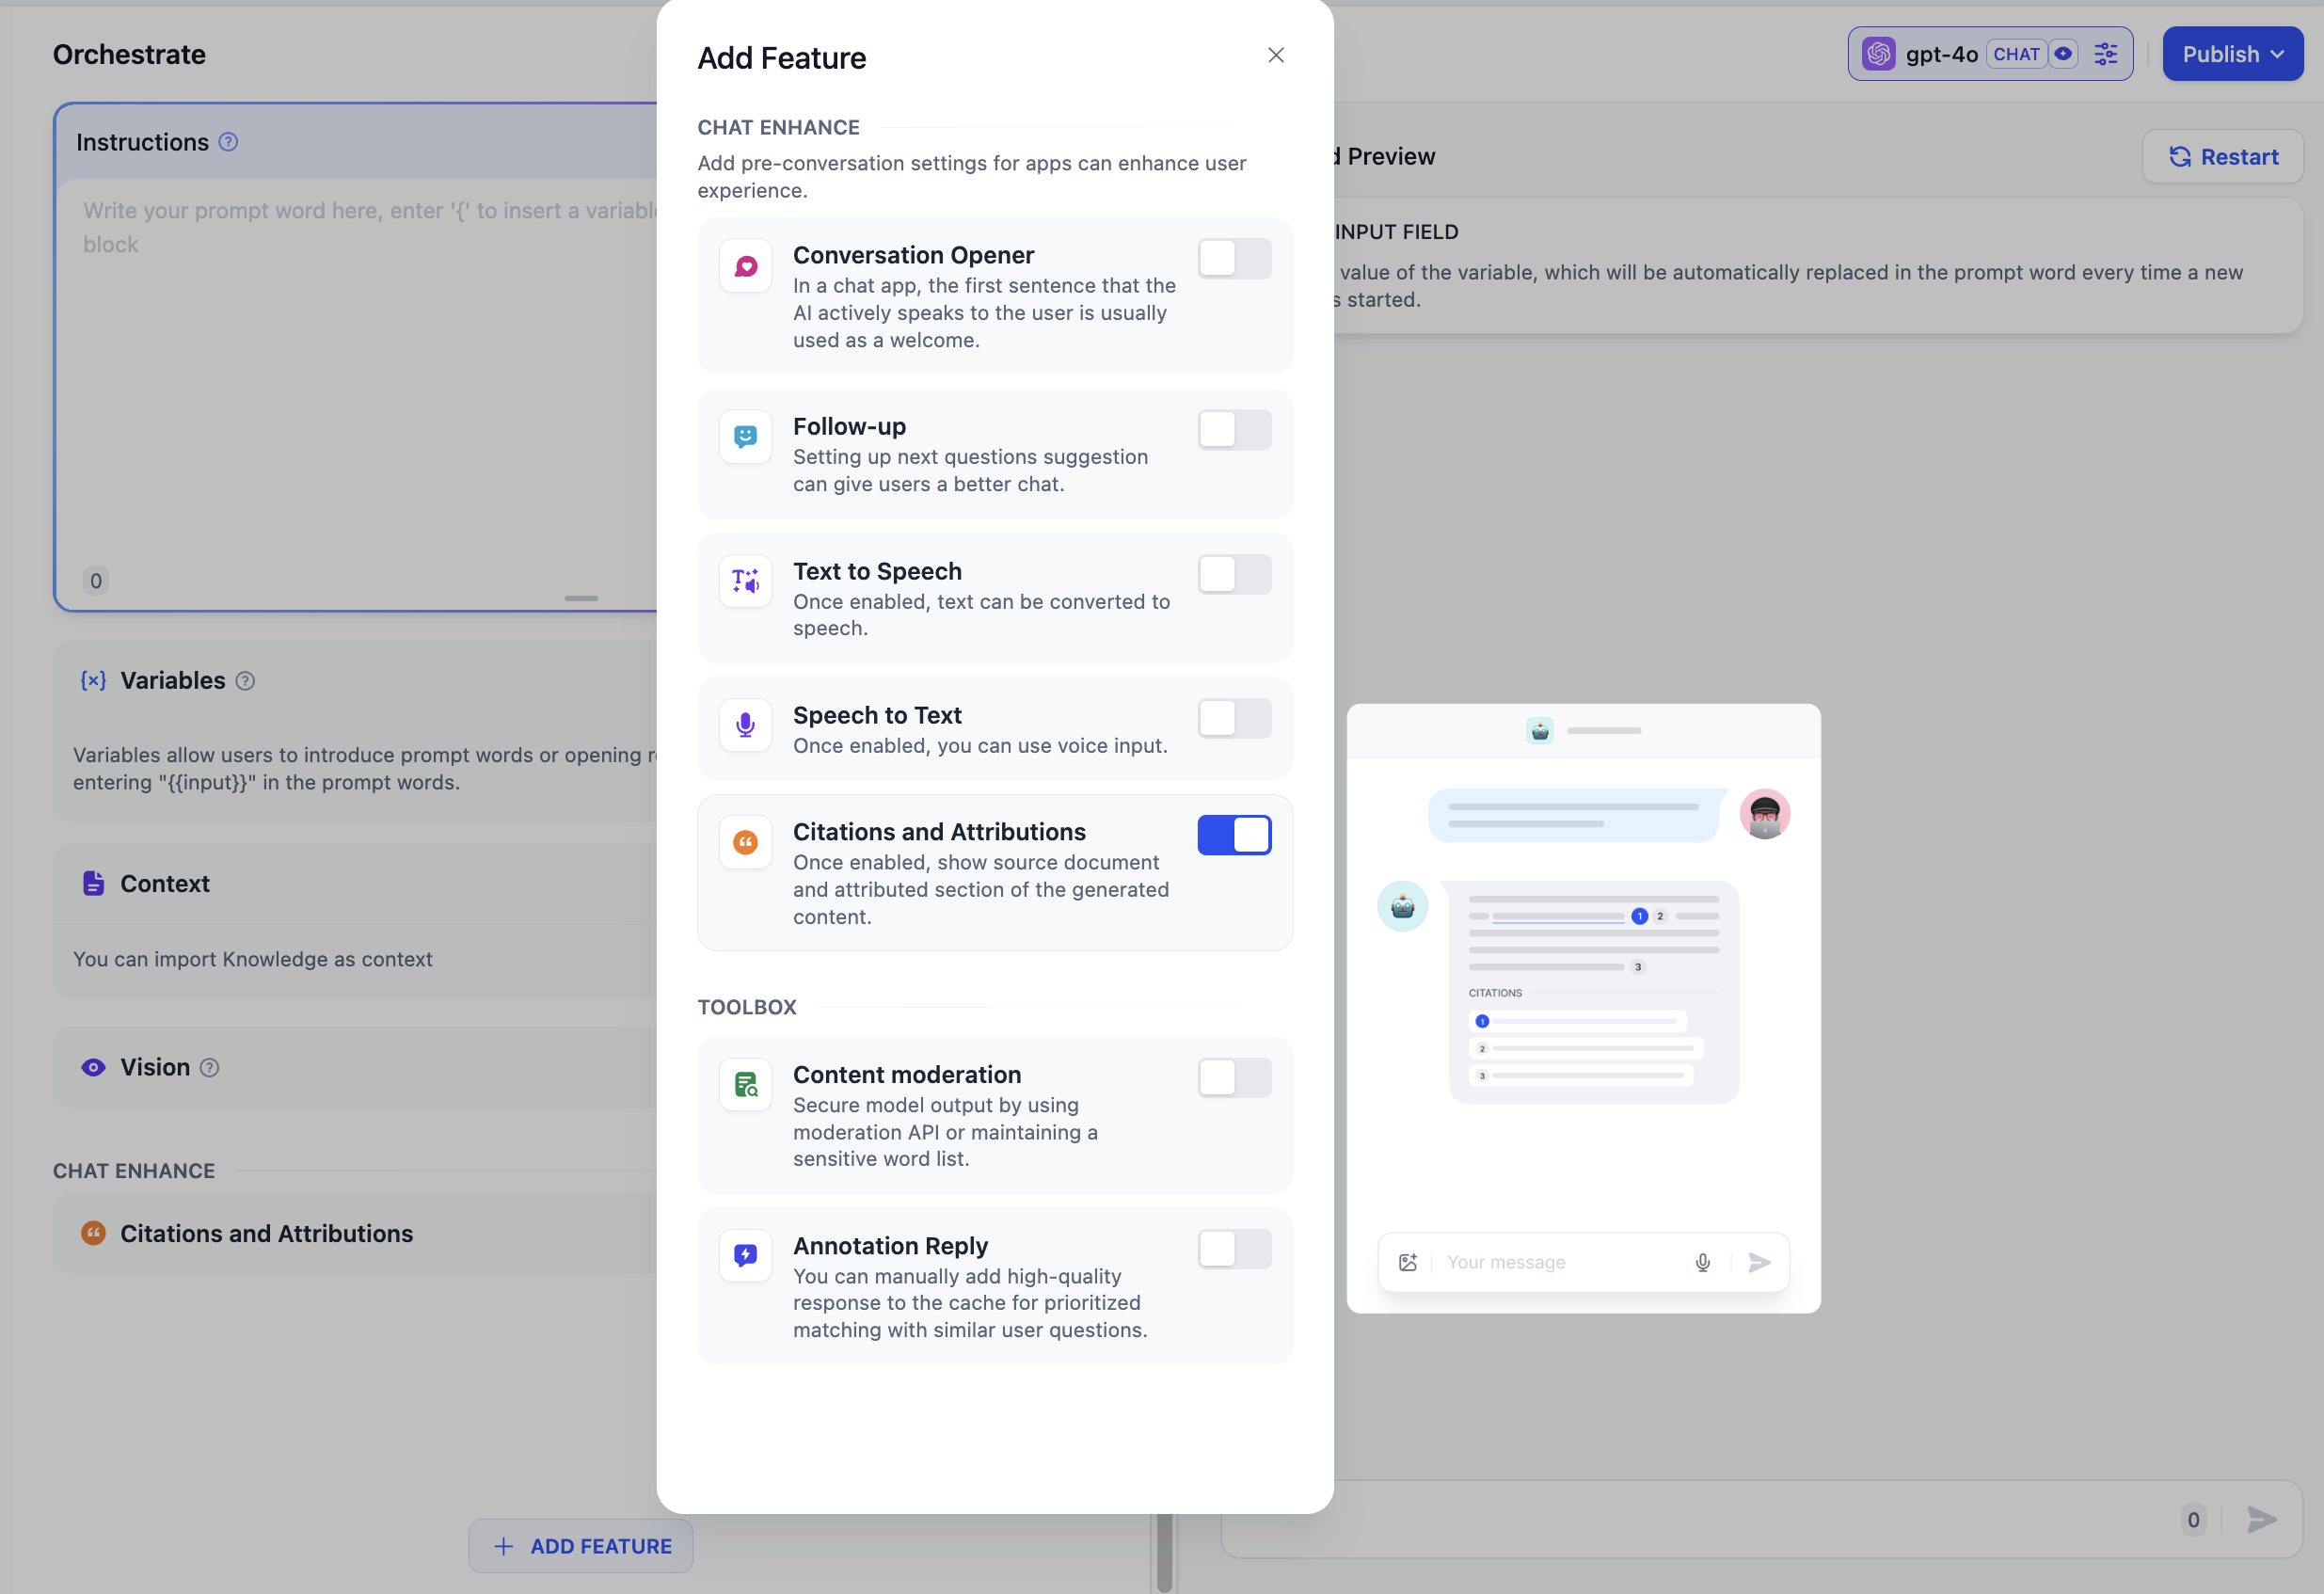 Orchestrate
Instructions
Write your prompt word here, enter '{' to insert a variabl
block
0
{x} Variables
Variables allow users to introduce prompt words or opening r
entering "{{input}}" in the prompt words.
Context
You can import Knowledge as context
Vision
CHAT ENHANCE
Citations and Attributions
+ ADD FEATURE
Add Feature
CHAT ENHANCE
Add pre-conversation settings for apps can enhance user
experience.
Conversation Opener
In a chat app, the first sentence that the
AI actively speaks to the user is usually
used as a welcome.
Follow-up
Setting up next questions suggestion
can give users a better chat.
Text to Speech
Once enabled, text can be converted to
speech.
Speech to Text
Once enabled, you can use voice input.
Citations and Attributions
Once enabled, show source document
and attributed section of the generated
content.
TOOLBOX
Content moderation
Secure model output by using
moderation API or maintaining a
sensitive word list.
Annotation Reply
You can manually add high-quality
response to the cache for prioritized
matching with similar user questions.
gpt-4o CHAT
Publish
Preview
Restart
INPUT FIELD
value of the variable, which will be automatically replaced in the prompt word every time a new
s started.
1 2
3
CITATIONS
1
2
3
Your message
0